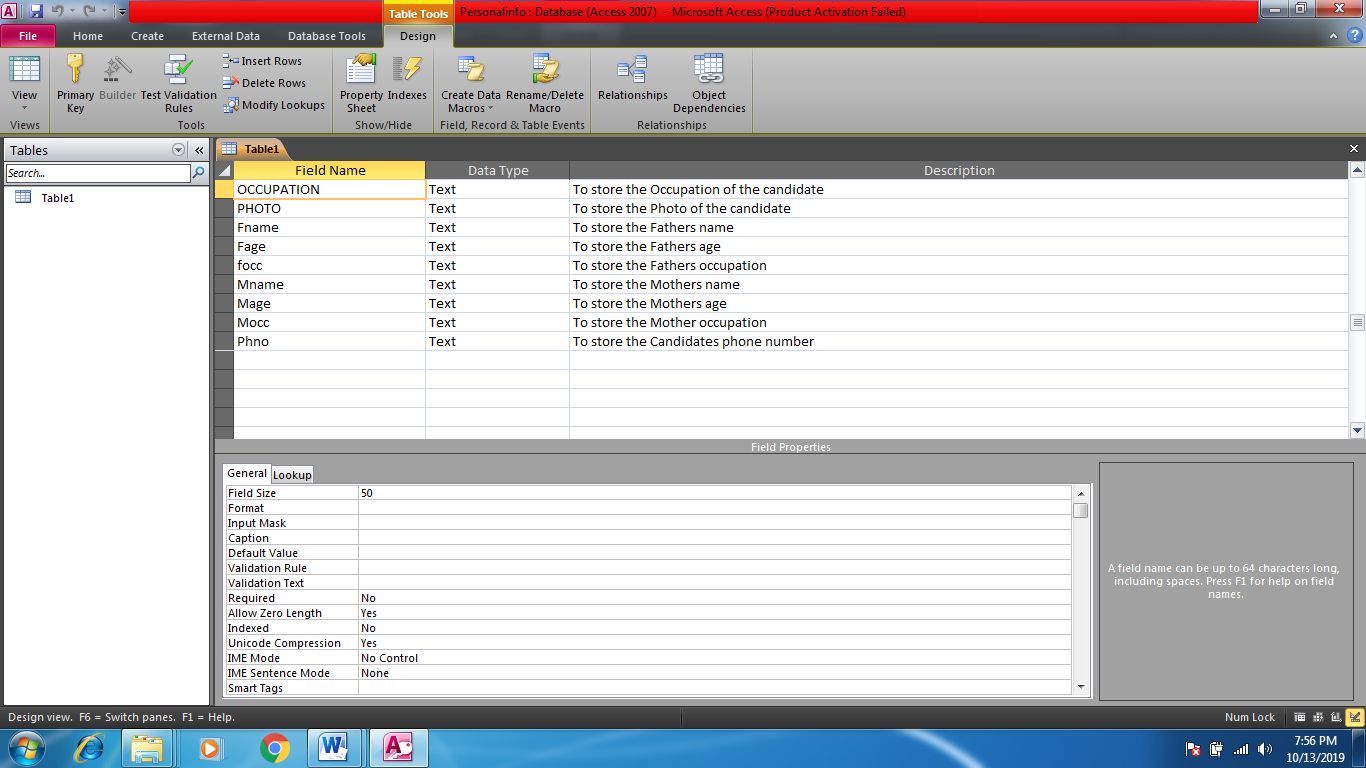 Table Tools
Personalinfo : Database (Access 2007) - Microsoft Access (Product Activation Failed)
File Home Create External Data Database Tools Design
View
Primary Key
Builder
Test Validation Rules
Insert Rows
Delete Rows
Modify Lookups
Property Sheet
Indexes
Create Data Macros
Rename/Delete Macro
Relationships
Object Dependencies
Views Tools Show/Hide Field, Record & Table Events Relationships
Tables «
Search...
Table1
Table1
Field Name Data Type Description
OCCUPATION Text To store the Occupation of the candidate
PHOTO Text To store the Photo of the candidate
Fname Text To store the Fathers name
Fage Text To store the Fathers age
focc Text To store the Fathers occupation
Mname Text To store the Mothers name
Mage Text To store the Mothers age
Mocc Text To store the Mother occupation
Phno Text To store the Candidates phone number
Field Properties
General Lookup
Field Size 50
Format
Input Mask
Caption
Default Value
Validation Rule
Validation Text
Required No
Allow Zero Length Yes
Indexed No
Unicode Compression Yes
IME Mode No Control
IME Sentence Mode None
Smart Tags
A field name can be up to 64 characters long,
including spaces. Press F1 for help on field
names.
Design view. F6 = Switch panes. F1 = Help.
Num Lock
7:56 PM
10/13/2019